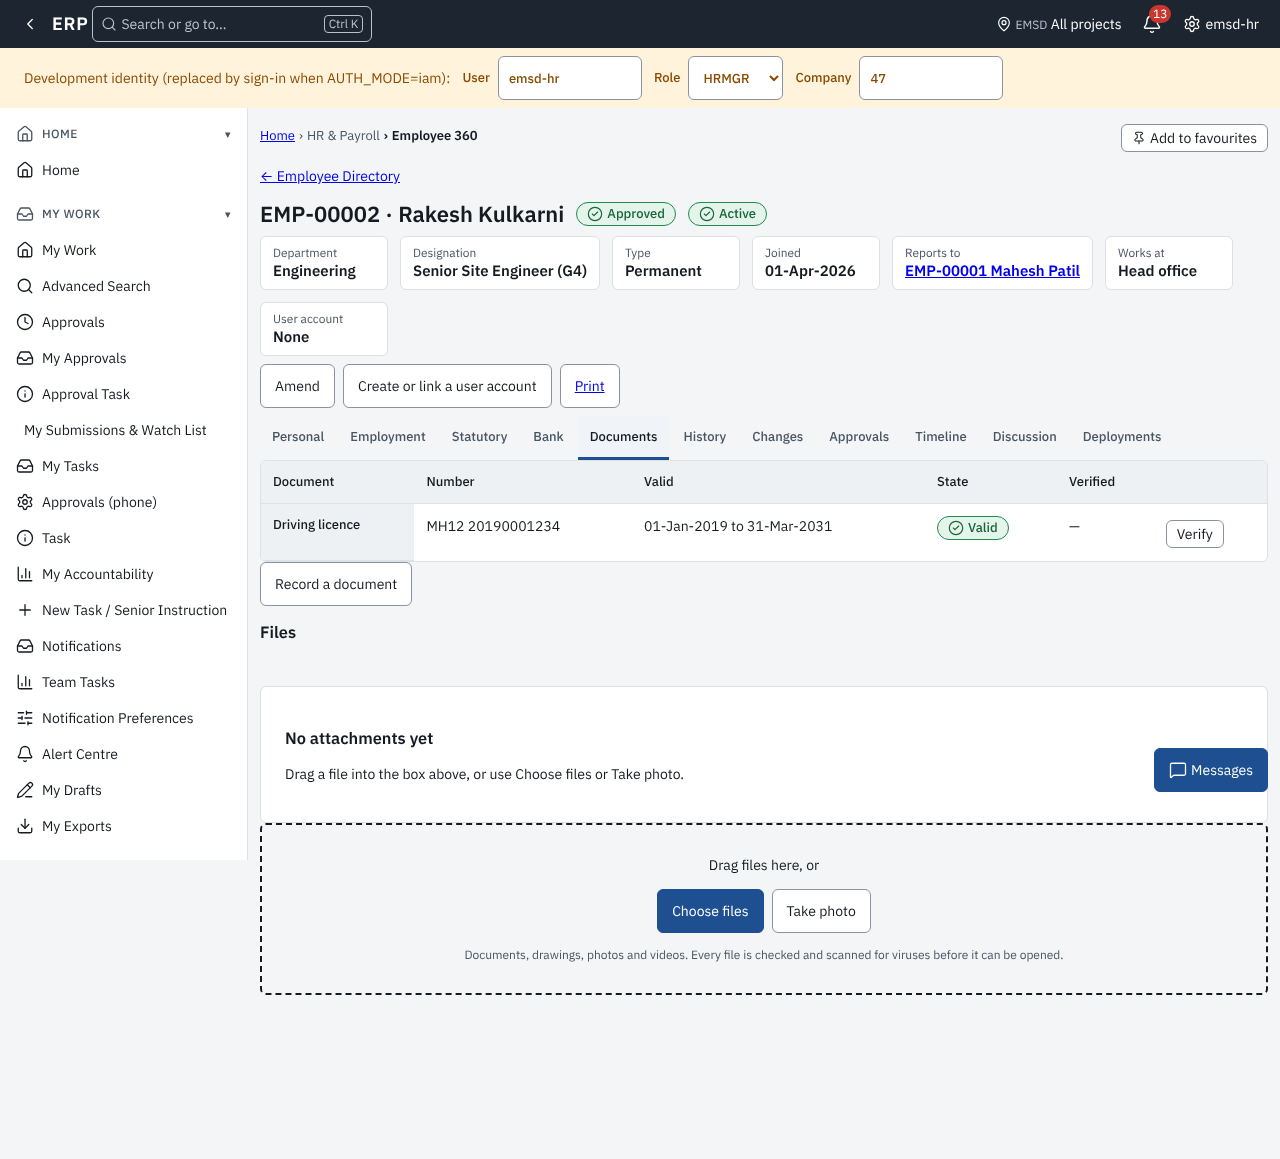 ERP Search or go to... Ctrl K EMSD All projects 13 emsd-hr
Development identity (replaced by sign-in when AUTH_MODE=iam): User emsd-hr Role HRMGR Company 47
HOME
Home
MY WORK
My Work
Advanced Search
Approvals
My Approvals
Approval Task
My Submissions & Watch List
My Tasks
Approvals (phone)
Task
My Accountability
New Task / Senior Instruction
Notifications
Team Tasks
Notification Preferences
Alert Centre
My Drafts
My Exports
Home › HR & Payroll › Employee 360
Add to favourites
← Employee Directory
EMP-00002 · Rakesh Kulkarni Approved Active
Department
Engineering
Designation
Senior Site Engineer (G4)
Type
Permanent
Joined
01-Apr-2026
Reports to
EMP-00001 Mahesh Patil
Works at
Head office
User account
None
Amend Create or link a user account Print
Personal Employment Statutory Bank Documents History Changes Approvals Timeline Discussion Deployments
Document Number Valid State Verified
Driving licence MH12 20190001234 01-Jan-2019 to 31-Mar-2031 Valid — Verify
Record a document
Files
No attachments yet
Drag a file into the box above, or use Choose files or Take photo.
Messages
Drag files here, or
Choose files Take photo
Documents, drawings, photos and videos. Every file is checked and scanned for viruses before it can be opened.